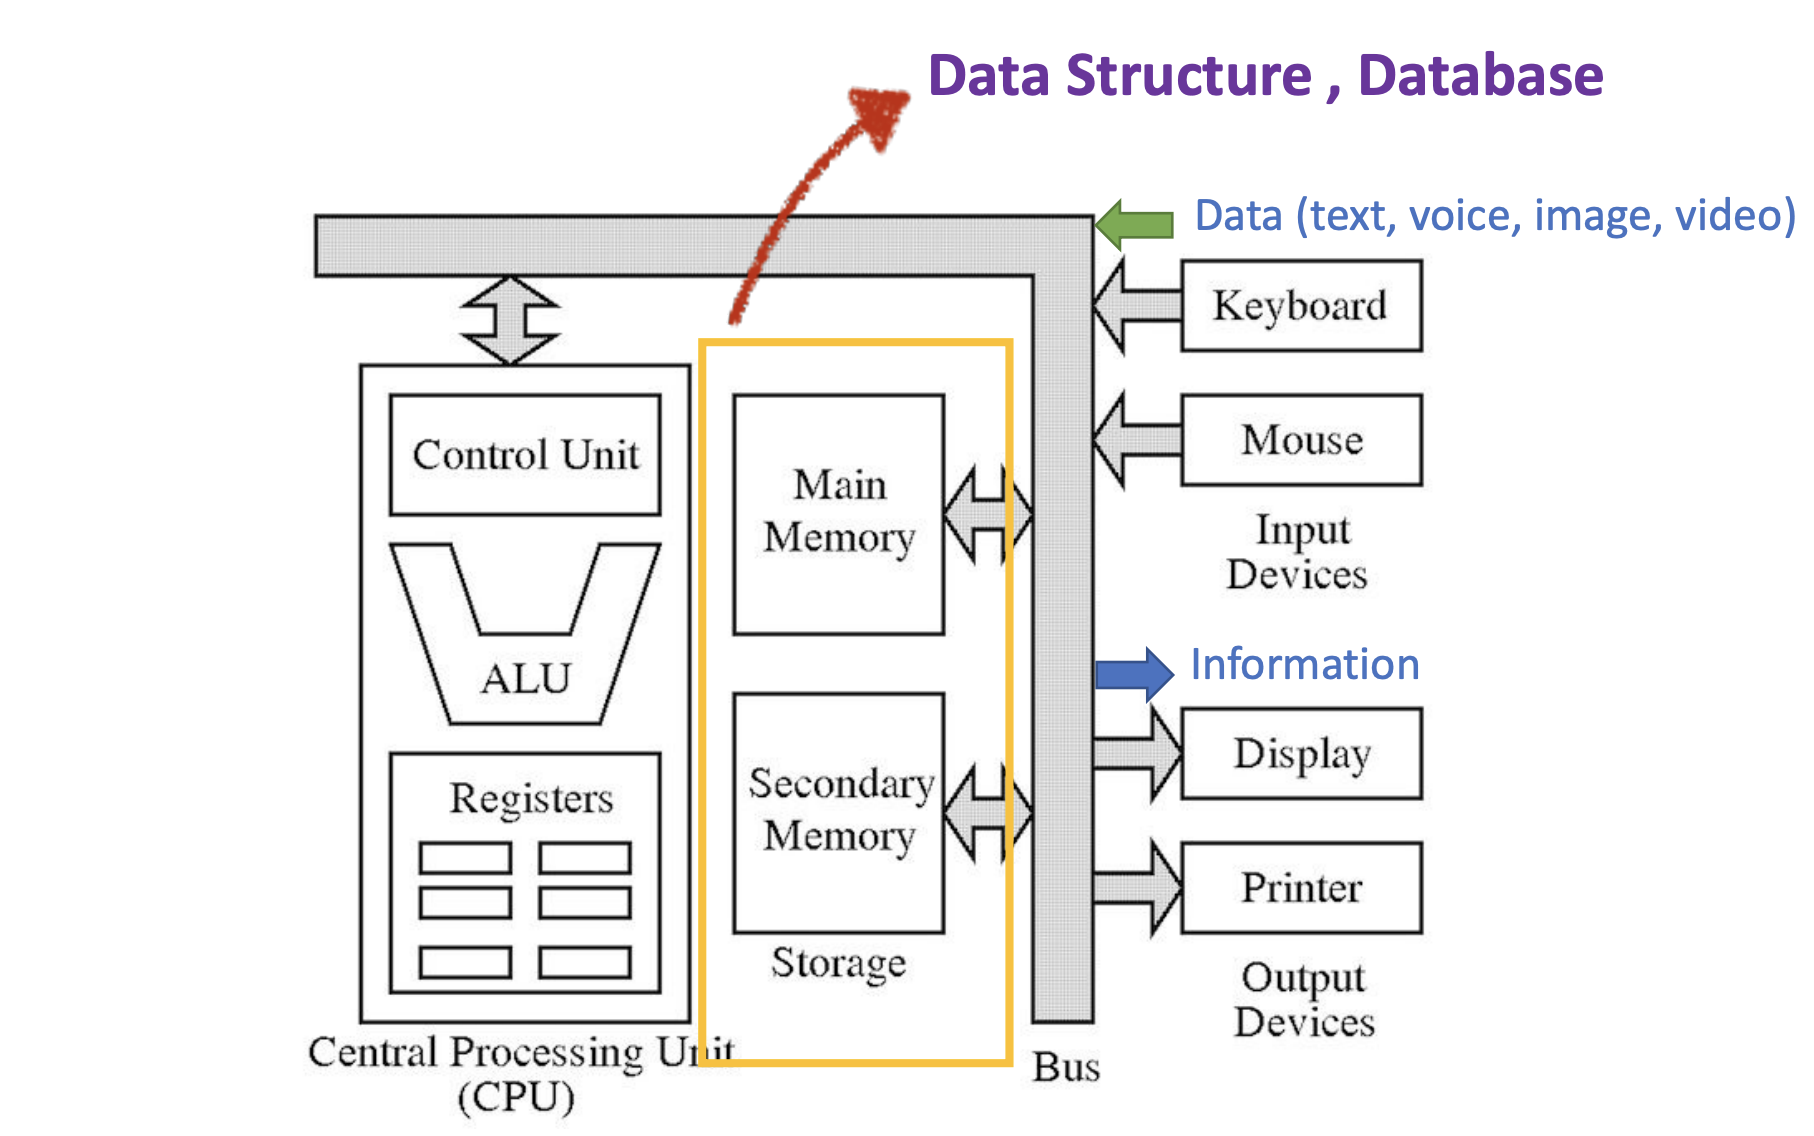 Data Structure , Database
Data (text, voice, image, video)
Keyboard
Control Unit
Main
Memory
Mouse
Input
Devices
ALU
Information
Registers
Secondary
Memory
Display
Storage
Printer
Output
Devices
Central Processing Unit
(CPU)
Bus